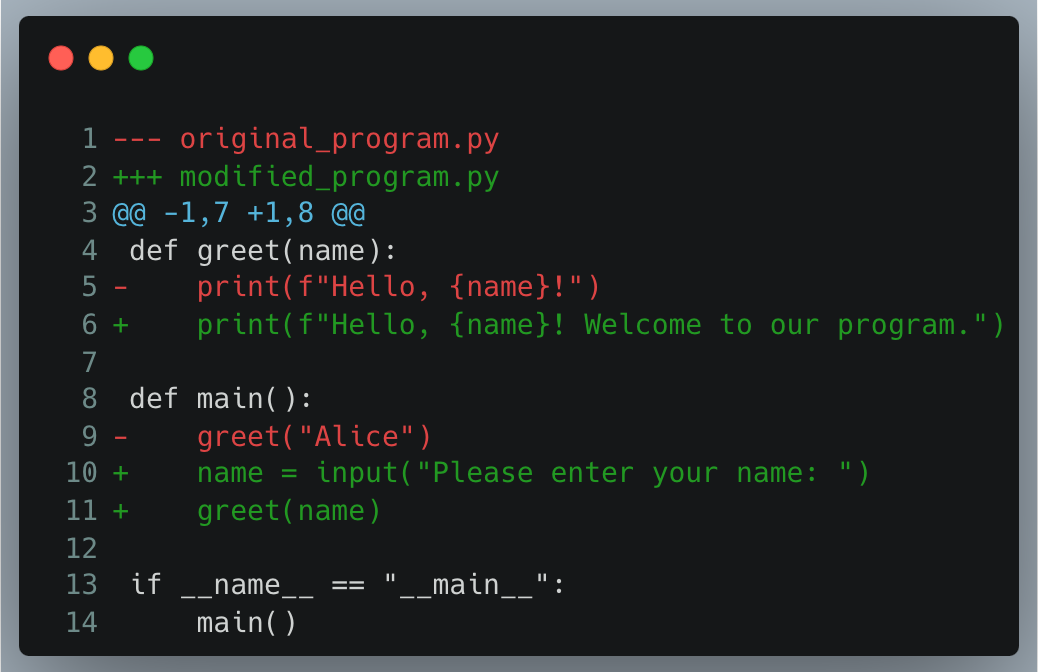 1 --- original_program.py
2 +++ modified_program.py
3 @@ -1,7 +1,8 @@
4  def greet(name):
5 -    print(f"Hello, {name}!")
6 +    print(f"Hello, {name}! Welcome to our program.")
7
8  def main():
9 -    greet("Alice")
10 +    name = input("Please enter your name: ")
11 +    greet(name)
12
13  if __name__ == "__main__":
14      main()